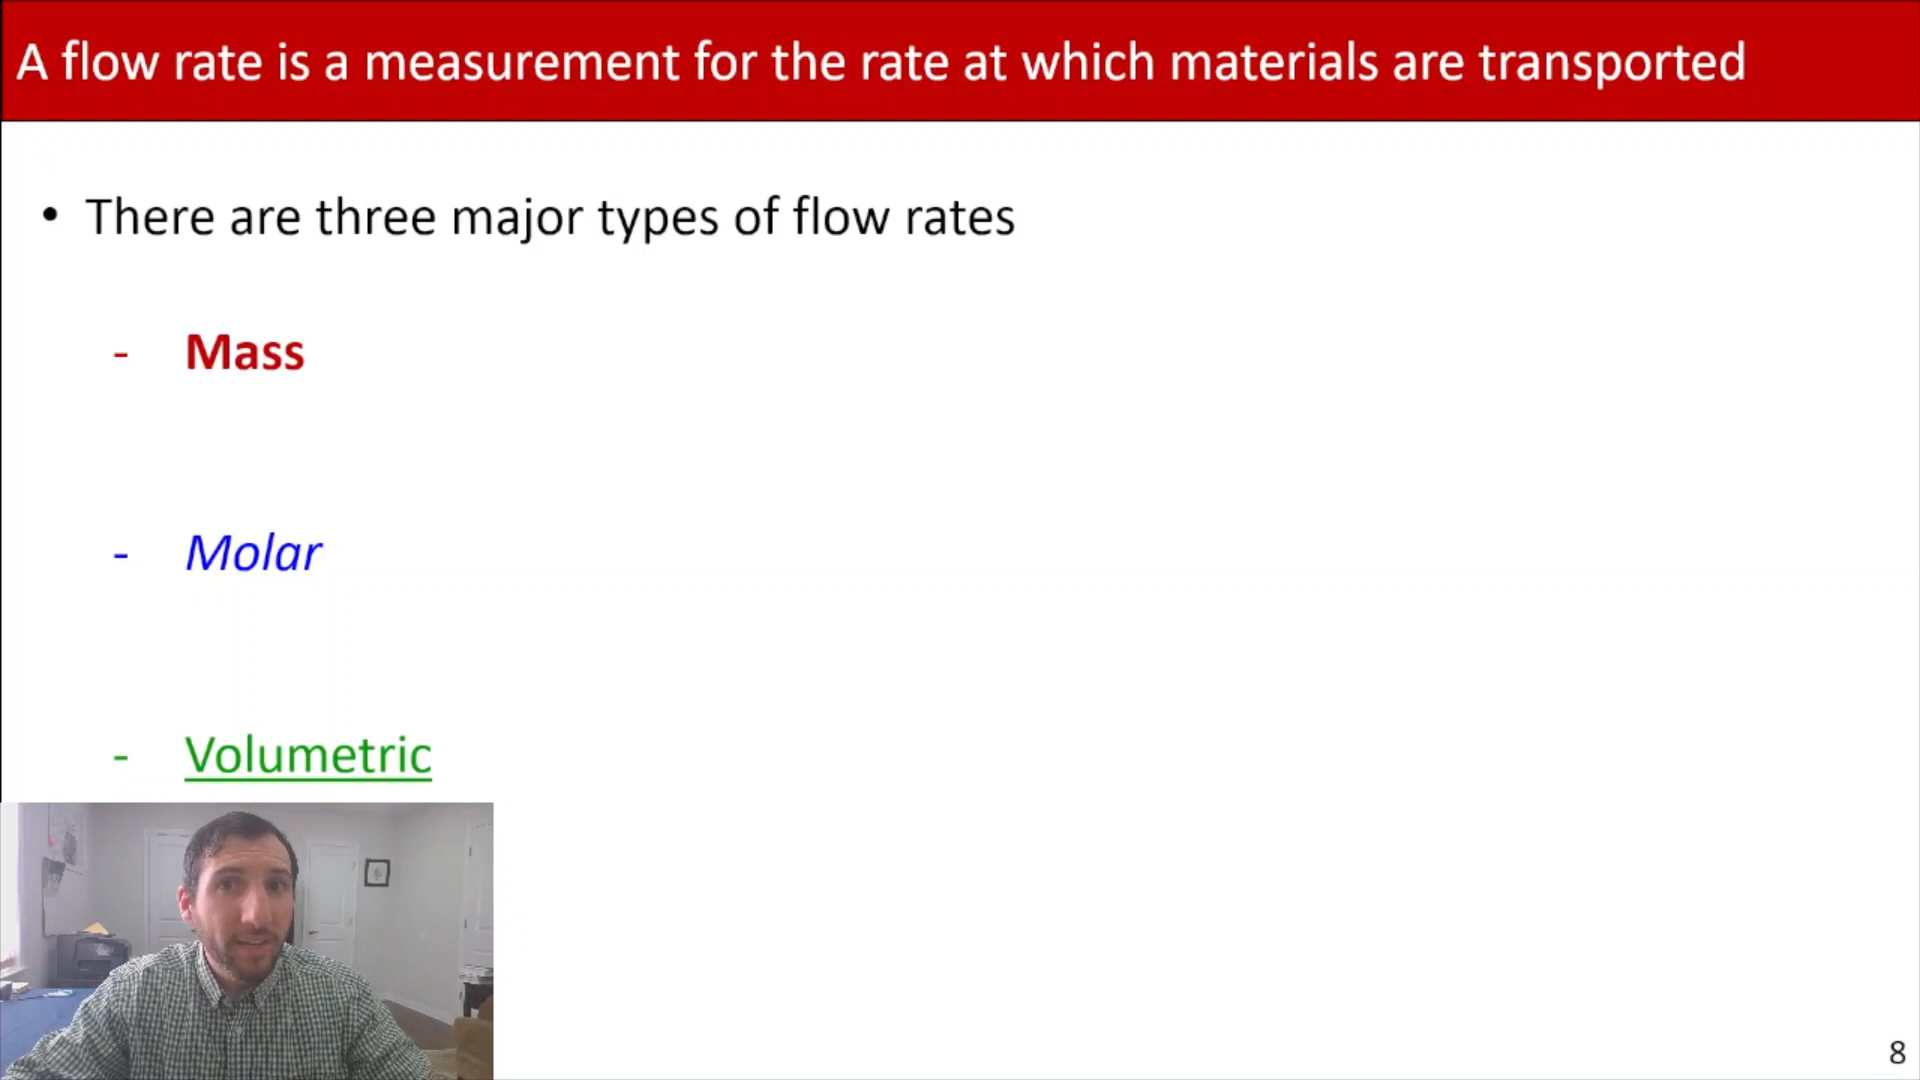 A flow rate is a measurement for the rate at which materials are transported
• There are three major types of flow rates
- Mass
- Molar
- Volumetric
8